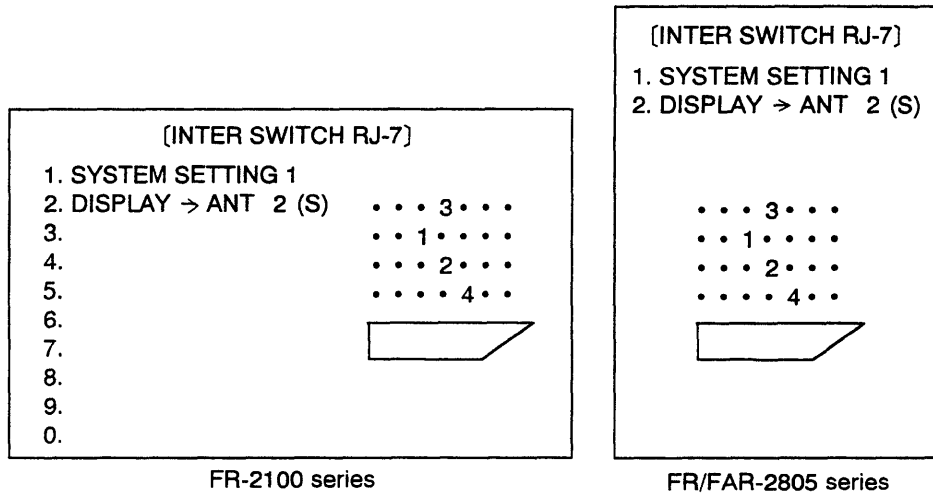 [INTER SWITCH RJ-7]
1. SYSTEM SETTING 1
2. DISPLAY → ANT 2 (S)
3.
4.
5.
6.
7.
8.
9.
0.
• • • 3 • • •
• • 1 • • • •
• • • 2 • • •
• • • • 4 • •
FR-2100 series
[INTER SWITCH RJ-7]
1. SYSTEM SETTING 1
2. DISPLAY → ANT 2 (S)
• • • 3 • • •
• • 1 • • • •
• • • 2 • • •
• • • • 4 • •
FR/FAR-2805 series